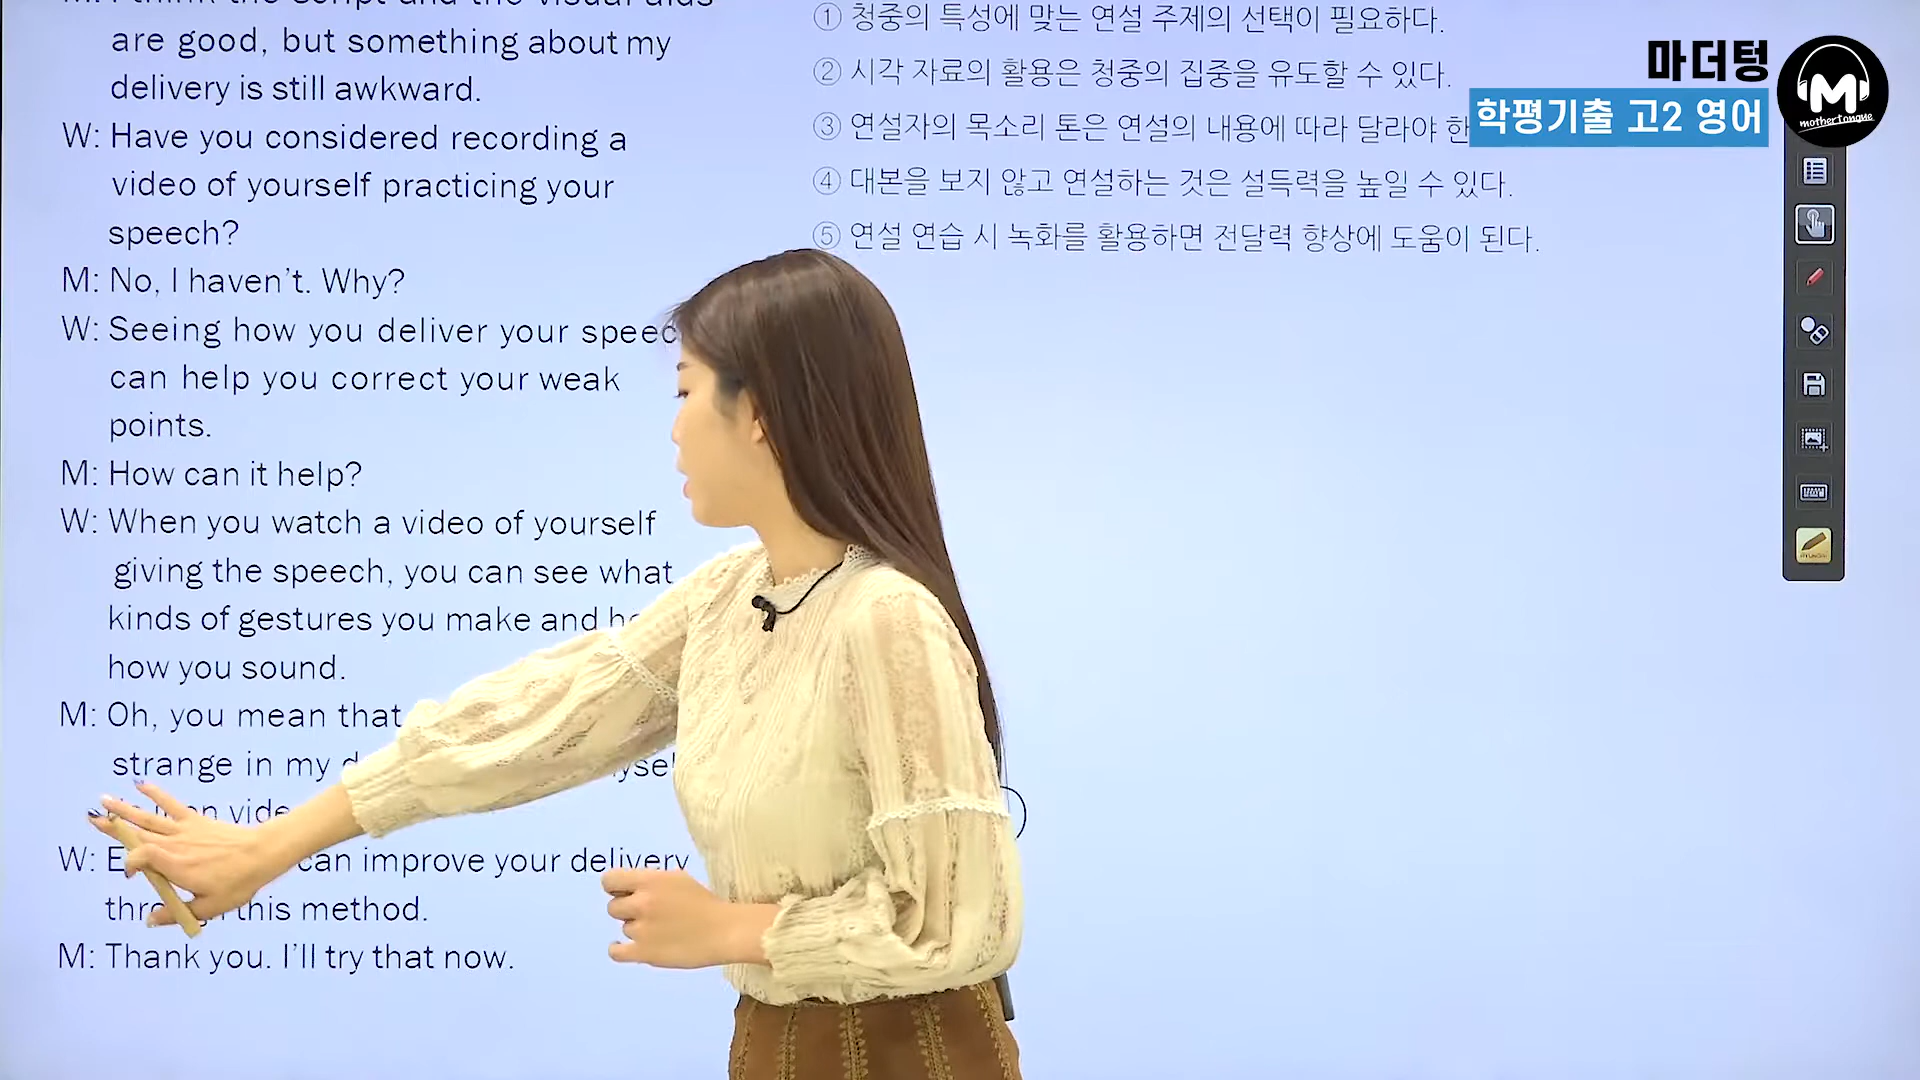 M: I think the script and the visual aids
are good, but something about my
delivery is still awkward.
W: Have you considered recording a
video of yourself practicing your
speech?
M: No, I haven't. Why?
W: Seeing how you deliver your
can help you correct your weak
points.
M: How can it help?
W: When you watch a video of yourself
giving the speech, you can see what
kinds of gestures you make and
how you sound.
M: Oh, you mean that
strange in my
W: can improve your delivery
this method.
M: Thank you. I'll try that now.
① 청중의 특성에 맞는 연설 주제의 선택이 필요하다.
② 시각 자료의 활용은 청중의 집중을 유도할 수 있다.
③ 연설자의 목소리 톤은 연설의 내용에 따라 달라야
④ 대본을 보지 않고 연설하는 것은 설득력을 높일 수 있다.
⑤ 연설 연습 시 녹화를 활용하면 전달력 향상에 도움이 된다.
마더텅
학평기출 고2 영어
M
mothertongue